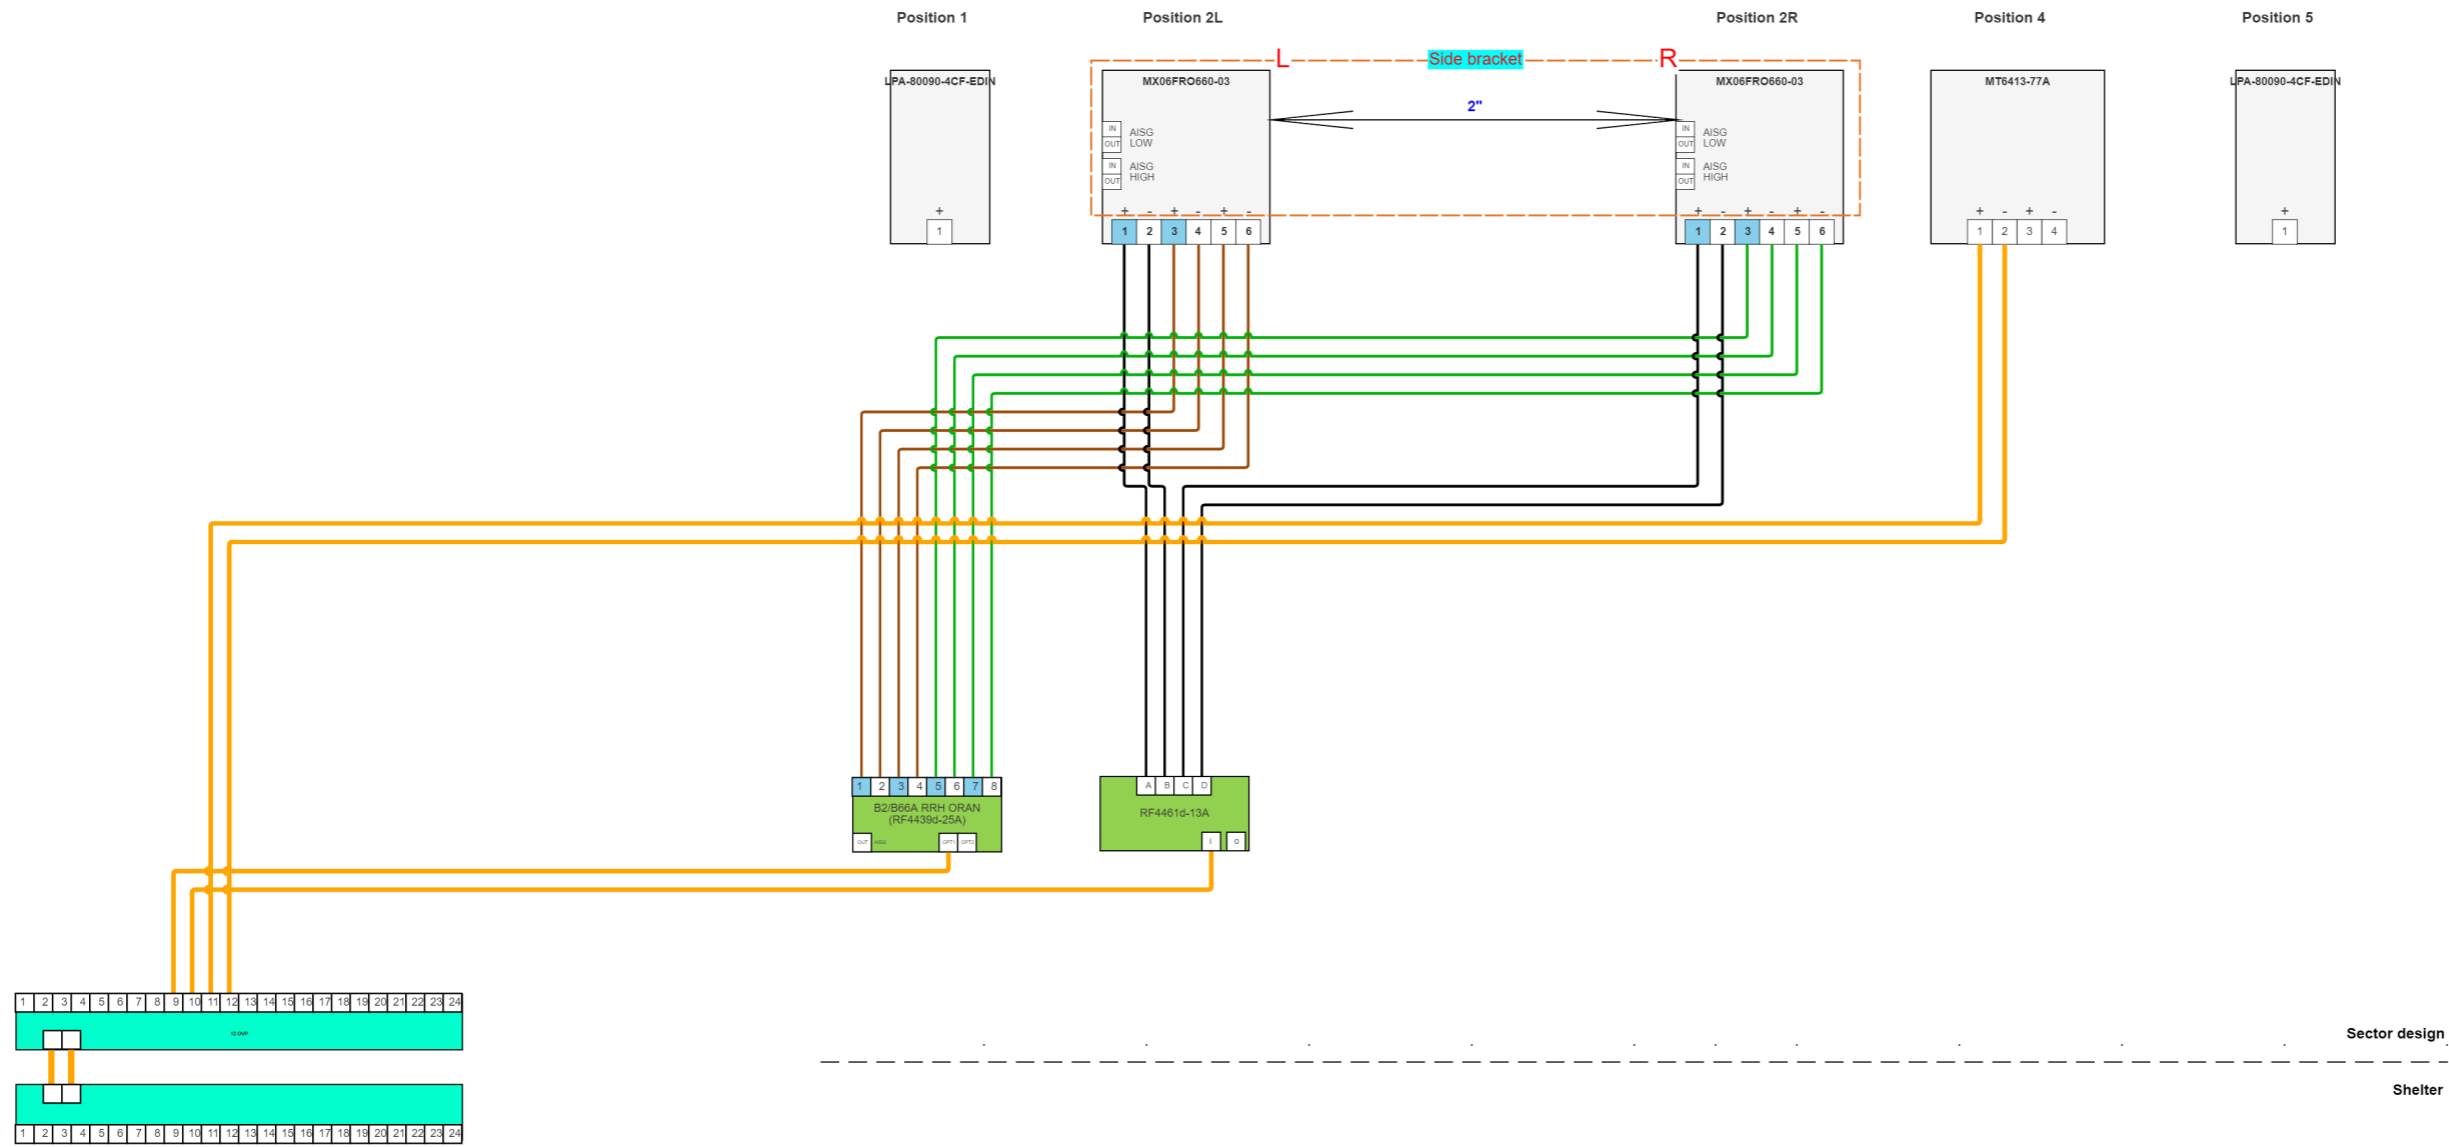 Position 1 Position 2L Position 2R Position 4 Position 5
L Side bracket R
LPA-80090-4CF-EDIN MX06FRO660-03 MX06FRO660-03 MT6413-77A LPA-80090-4CF-EDIN
2"
IN AISG IN AISG
OUT LOW OUT LOW
IN AISG IN AISG
OUT HIGH OUT HIGH
+ + - + - + - + - + - + - + - + - +
1 1 2 3 4 5 6 1 2 3 4 5 6 1 2 3 4 1
1 2 3 4 5 6 7 8 A B C D
B2/B66A RRH ORAN
(RF4439d-25A)
RF4461d-13A
OUT AISG OPT1 OPT2 I O
1 2 3 4 5 6 7 8 9 10 11 12 13 14 15 16 17 18 19 20 21 22 23 24
12 OVP
Sector design
Shelter
1 2 3 4 5 6 7 8 9 10 11 12 13 14 15 16 17 18 19 20 21 22 23 24